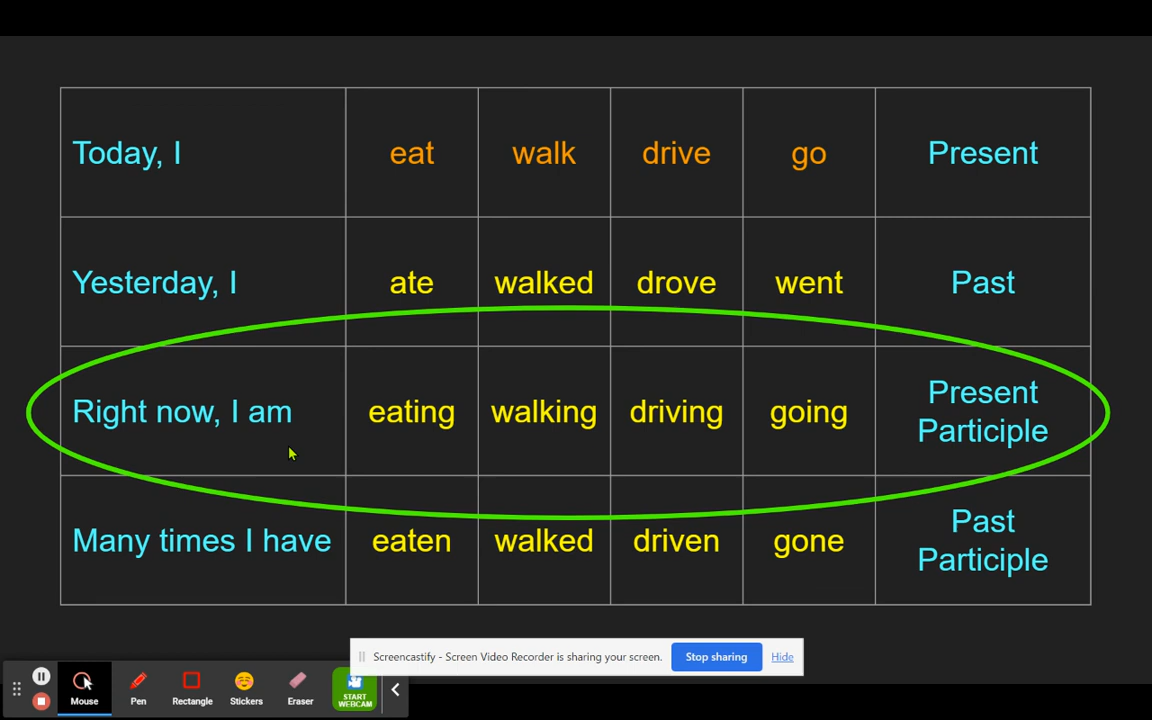 Today, I eat walk drive go Present
Yesterday, I ate walked drove went Past
Right now, I am eating walking driving going Present
Participle
Many times I have eaten walked driven gone Past
Participle
Screencastify - Screen Video Recorder is sharing your screen. Stop sharing Hide
Mouse Pen Rectangle Stickers Eraser START
WEBCAM